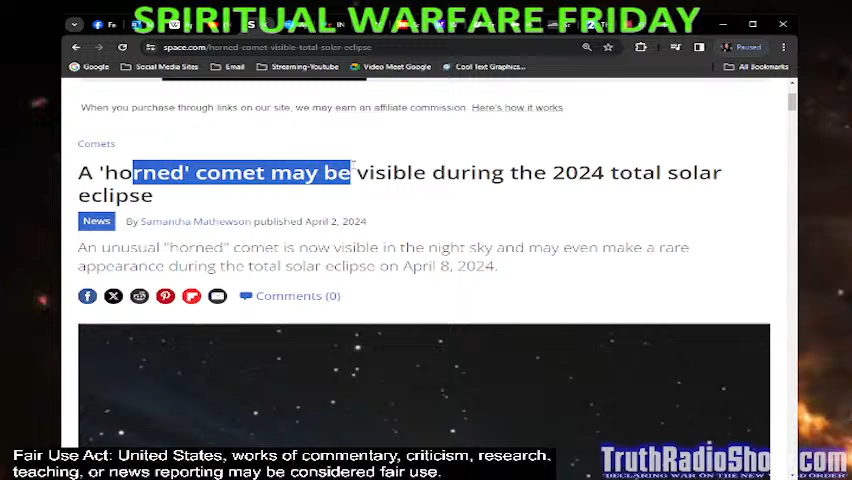 SPIRITUAL WARFARE FRIDAY
space.com/horned-comet-visible-total-solar-eclipse
Paused
Google Social Media Sites Email Streaming-Youtube Video Meet Google Cool Text Graphics... All Bookmarks
When you purchase through links on our site, we may earn an affiliate commission. Here's how it works
Comets
A 'horned' comet may be visible during the 2024 total solar
eclipse
News By Samantha Mathewson published April 2, 2024
An unusual "horned" comet is now visible in the night sky and may even make a rare
appearance during the total solar eclipse on April 8, 2024.
Comments (0)
Fair Use Act: United States, works of commentary, criticism, research,
teaching, or news reporting may be considered fair use.
DECLARING WAR ON THE NEW